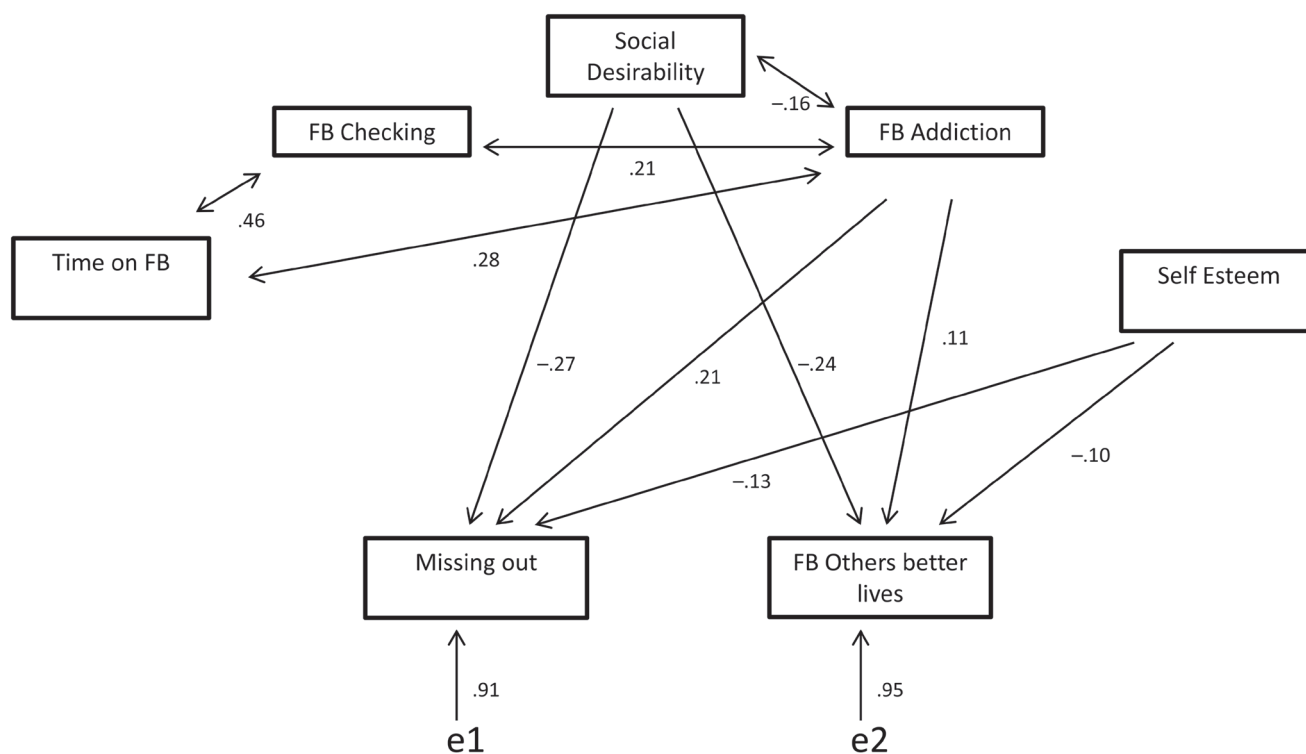 Social
Desirability
–.16
FB Checking
FB Addiction
.21
.46
Time on FB
.28
Self Esteem
–.27
.21
–.24
.11
–.13
–.10
Missing out
FB Others better
lives
.91
.95
e1
e2